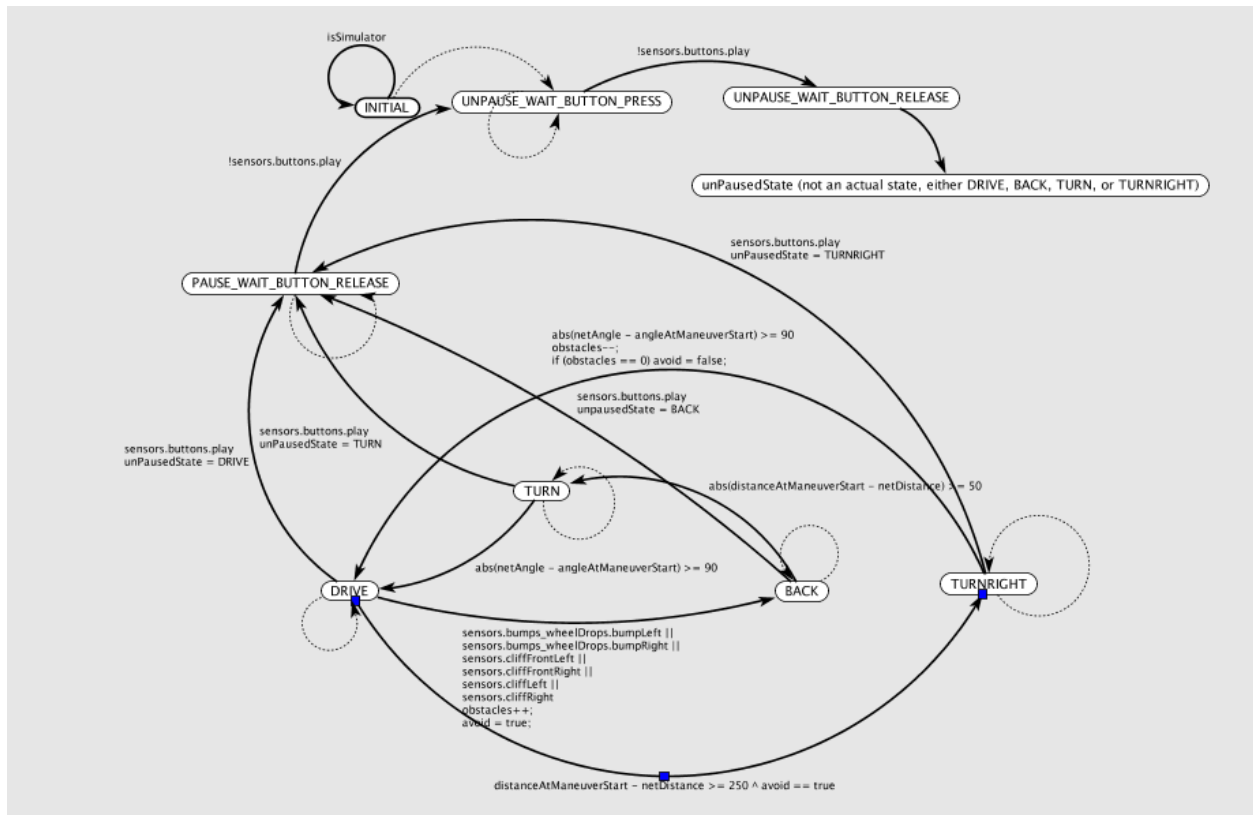 isSimulator
!sensors.buttons.play
INITIAL
UNPAUSE_WAIT_BUTTON_PRESS
UNPAUSE_WAIT_BUTTON_RELEASE
!sensors.buttons.play
unPausedState (not an actual state, either DRIVE, BACK, TURN, or TURNRIGHT)
sensors.buttons.play
unPausedState = TURNRIGHT
PAUSE_WAIT_BUTTON_RELEASE
abs(netAngle - angleAtManeuverStart) >= 90
obstacles--;
if (obstacles == 0) avoid = false;
sensors.buttons.play
unpausedState = BACK
sensors.buttons.play
unPausedState = TURN
sensors.buttons.play
unPausedState = DRIVE
TURN
abs(distanceAtManeuverStart - netDistance) >= 50
abs(netAngle - angleAtManeuverStart) >= 90
DRIVE
BACK
TURNRIGHT
sensors.bumps_wheelDrops.bumpLeft ||
sensors.bumps_wheelDrops.bumpRight ||
sensors.cliffFrontLeft ||
sensors.cliffFrontRight ||
sensors.cliffLeft ||
sensors.cliffRight
obstacles++;
avoid = true;
distanceAtManeuverStart - netDistance >= 250 ^ avoid == true